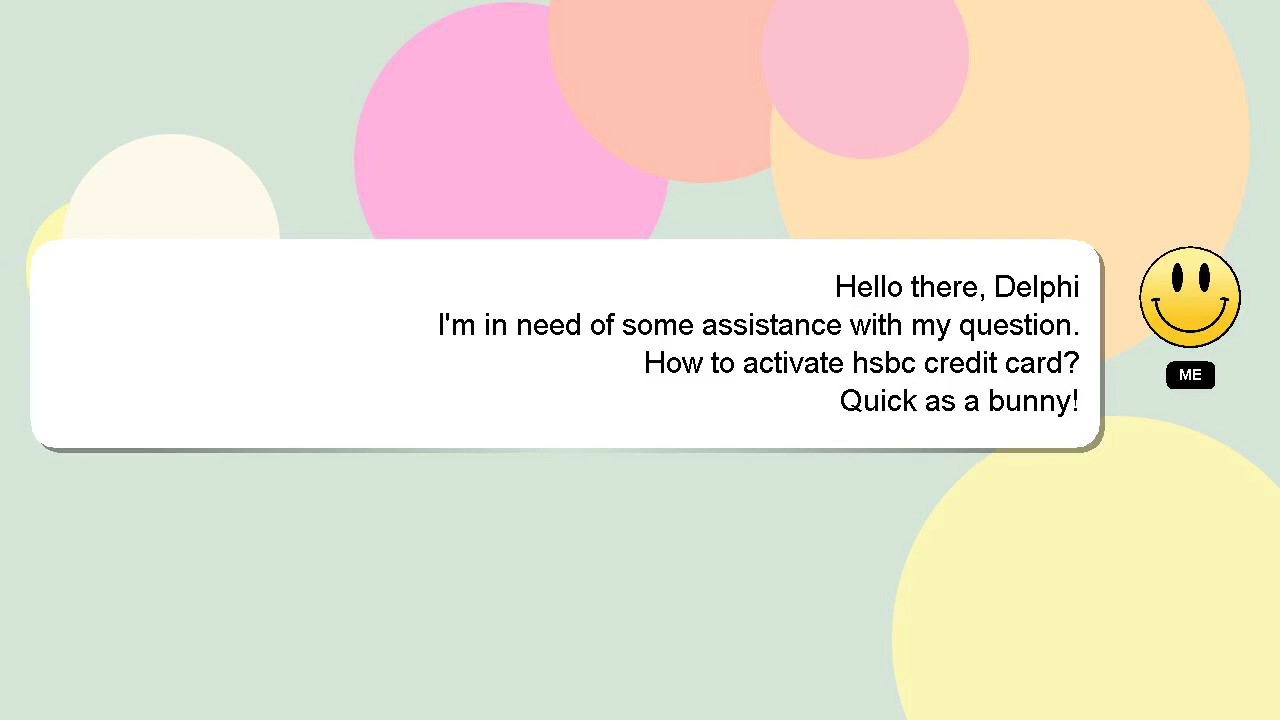 Hello there, Delphi
I'm in need of some assistance with my question.
How to activate hsbc credit card?
Quick as a bunny!
ME